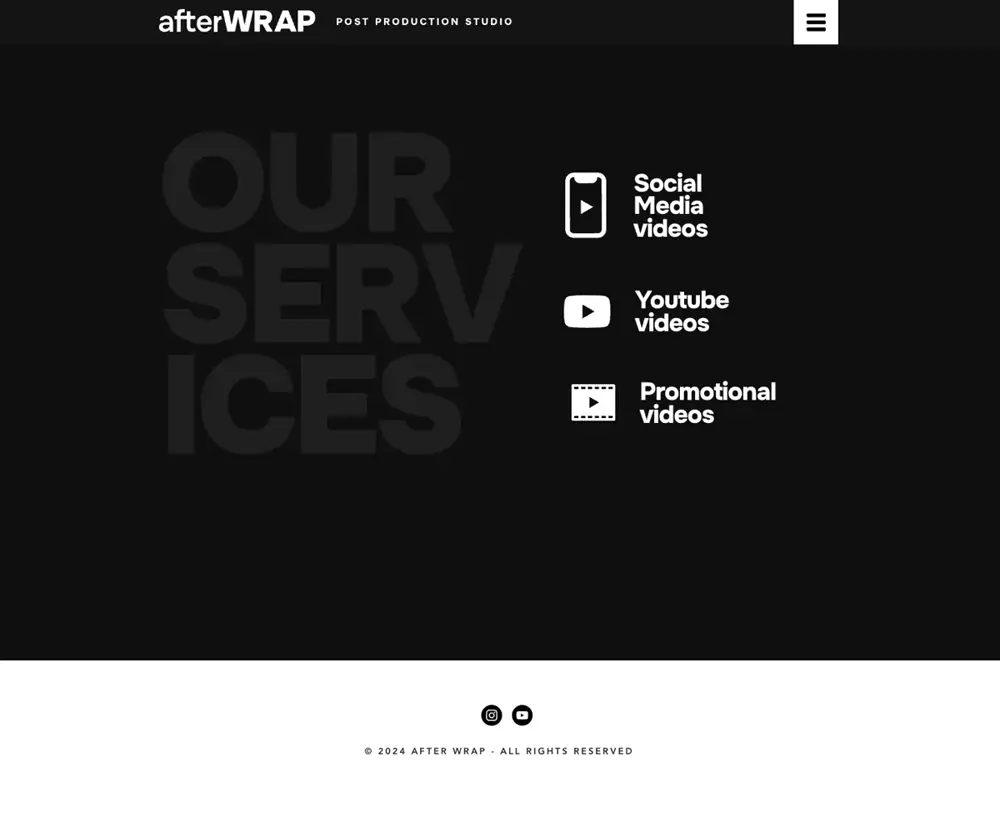 afterWRAP POST PRODUCTION STUDIO
OUR
SERV
ICES
Social
Media
videos
Youtube
videos
Promotional
videos
© 2024 AFTER WRAP - ALL RIGHTS RESERVED